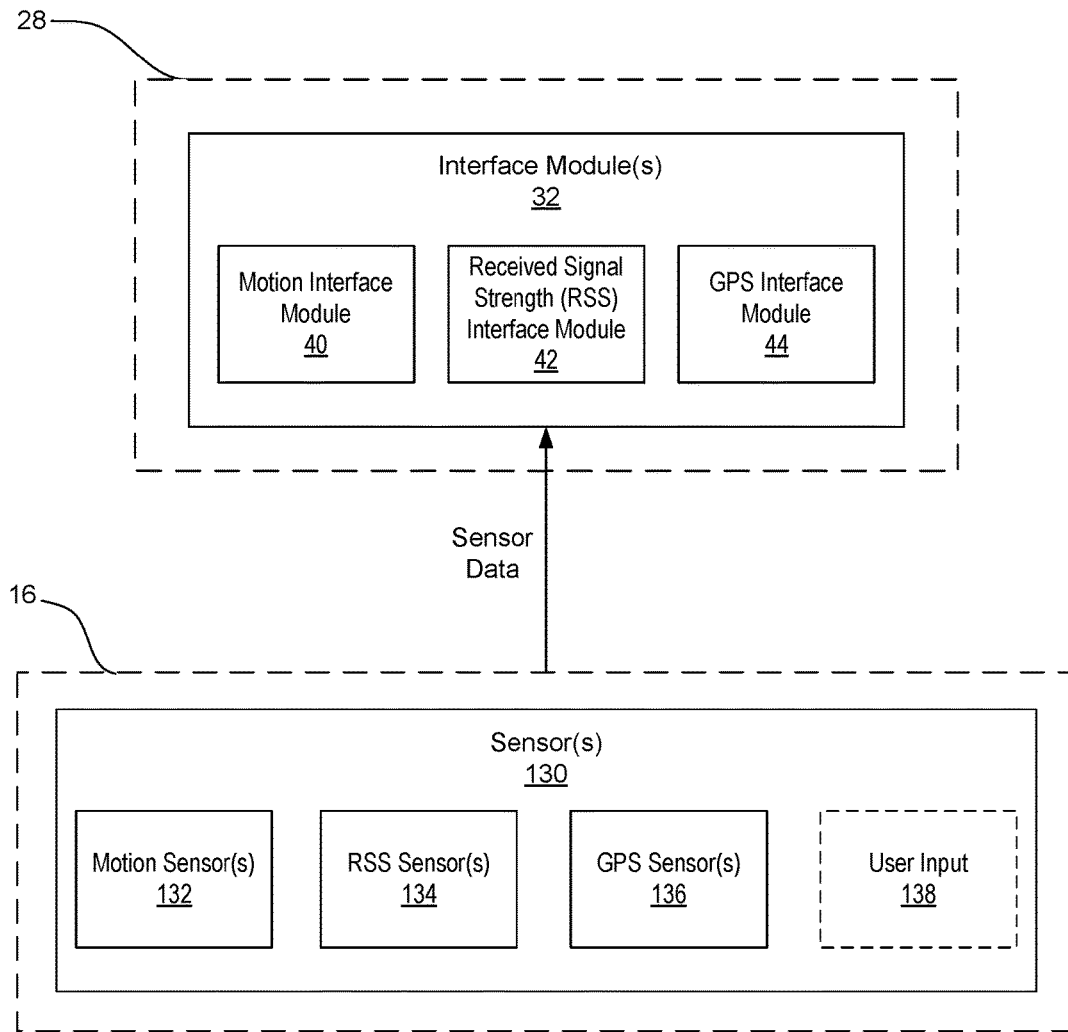 28
Interface Module(s)
32
Motion Interface
Module
40
Received Signal
Strength (RSS)
Interface Module
42
GPS Interface
Module
44
Sensor
Data
16
Sensor(s)
130
Motion Sensor(s)
132
RSS Sensor(s)
134
GPS Sensor(s)
136
User Input
138